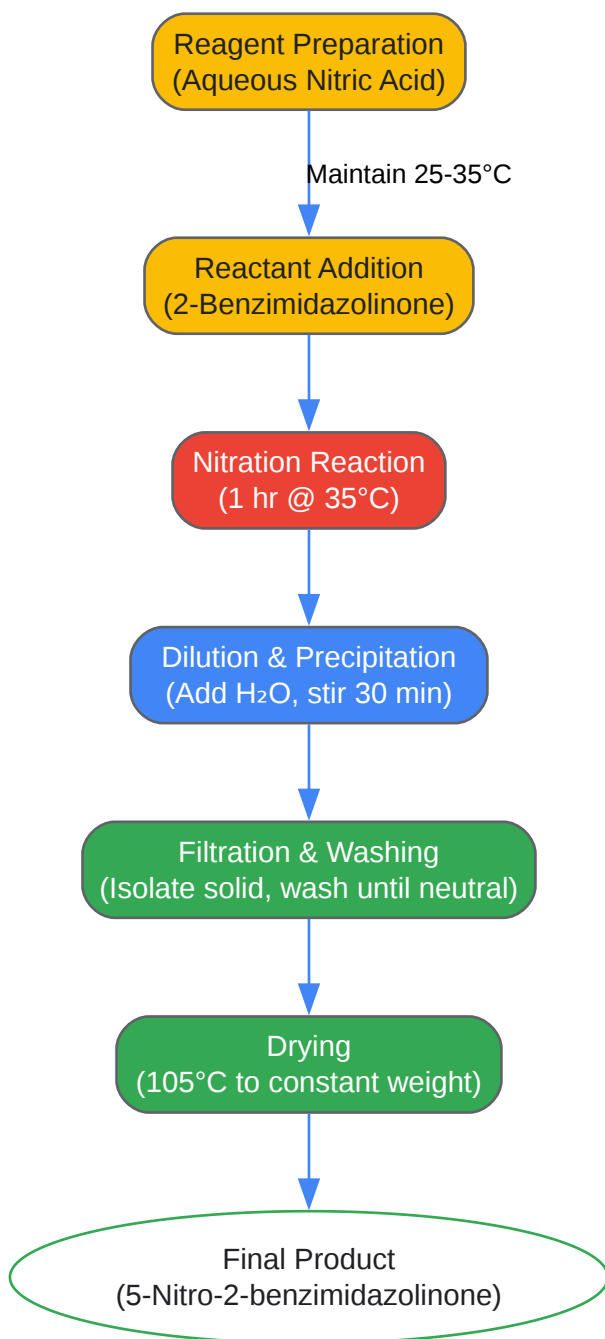 Reagent Preparation
(Aqueous Nitric Acid)
Maintain 25-35°C
Reactant Addition
(2-Benzimidazolinone)
Nitration Reaction
(1 hr @ 35°C)
Dilution & Precipitation
(Add H₂O, stir 30 min)
Filtration & Washing
(Isolate solid, wash until neutral)
Drying
(105°C to constant weight)
Final Product
(5-Nitro-2-benzimidazolinone)